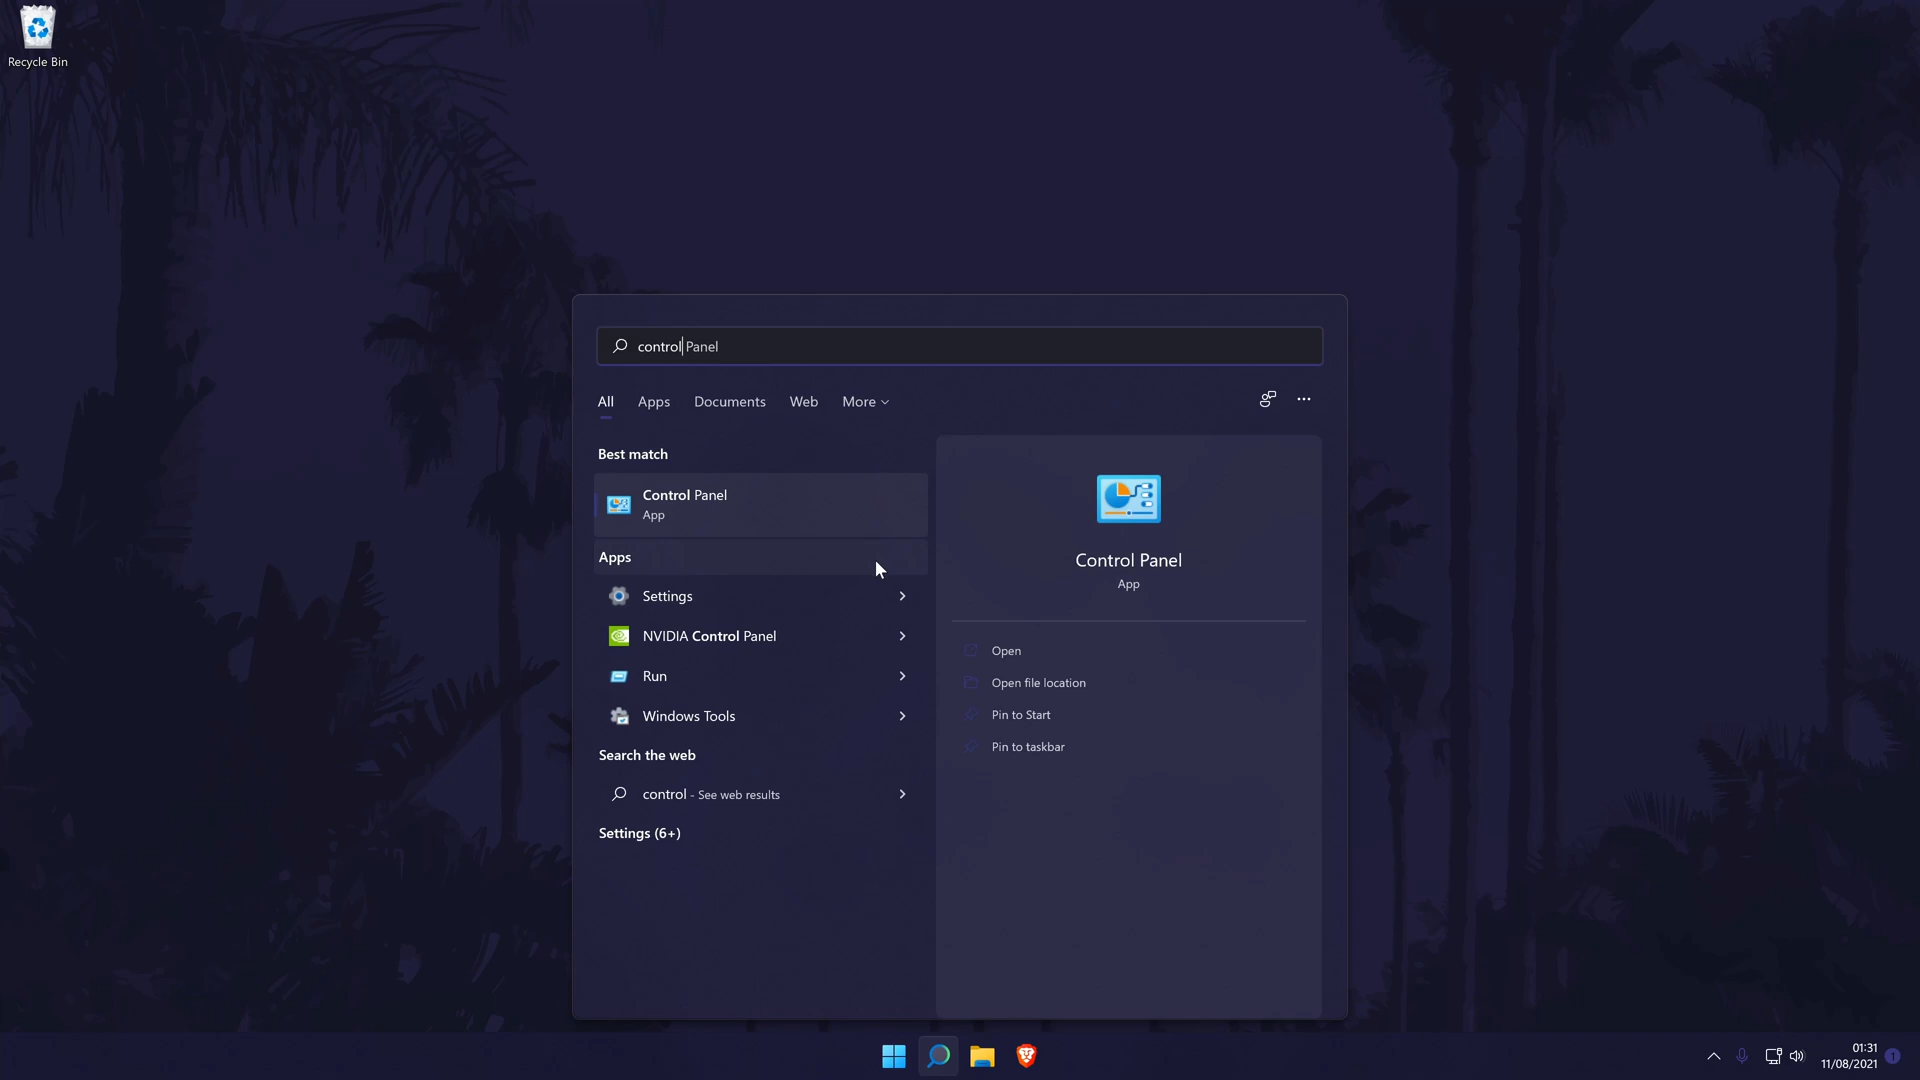 Recycle Bin
control Panel
All Apps Documents Web More
Best match
Control Panel
App
Apps
Settings
NVIDIA Control Panel
Run
Windows Tools
Search the web
control - See web results
Settings (6+)
Control Panel
App
Open
Open file location
Pin to Start
Pin to taskbar
01:31
11/08/2021
1